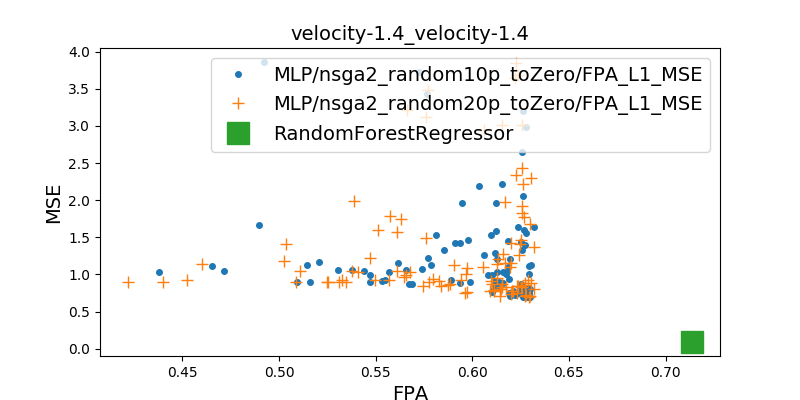 velocity-1.4_velocity-1.4
MLP/nsga2_random10p_toZero/FPA_L1_MSE
MLP/nsga2_random20p_toZero/FPA_L1_MSE
RandomForestRegressor
MSE
4.0
3.5
3.0
2.5
2.0
1.5
1.0
0.5
0.0
0.45 0.50 0.55 0.60 0.65 0.70
FPA